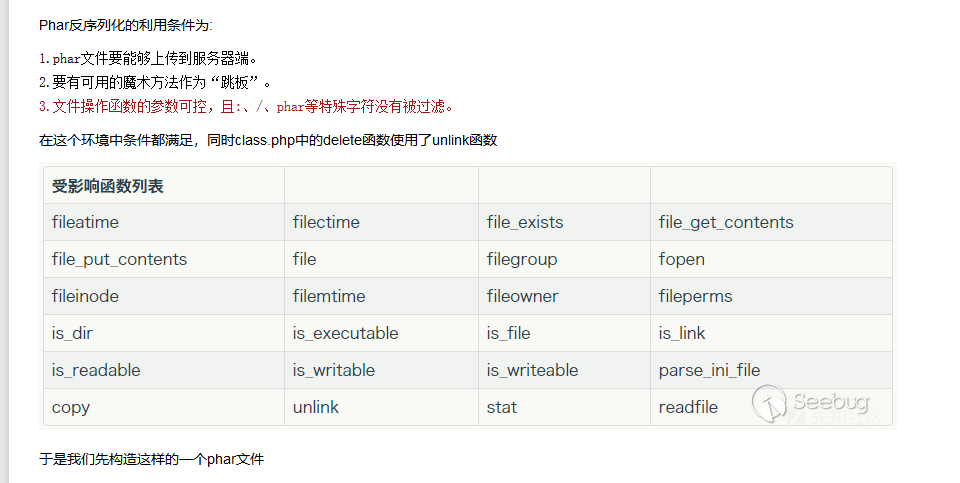 Phar反序列化的利用条件为:
1.phar文件要能够上传到服务器端。
2.要有可用的魔术方法作为“跳板”。
3.文件操作函数的参数可控，且:、/、phar等特殊字符没有被过滤。
在这个环境中条件都满足，同时class.php中的delete函数使用了unlink函数
受影响函数列表
fileatime filectime file_exists file_get_contents
file_put_contents file filegroup fopen
fileinode filemtime fileowner fileperms
is_dir is_executable is_file is_link
is_readable is_writable is_writeable parse_ini_file
copy unlink stat readfile
Seebug
于是我们先构造这样的一个phar文件